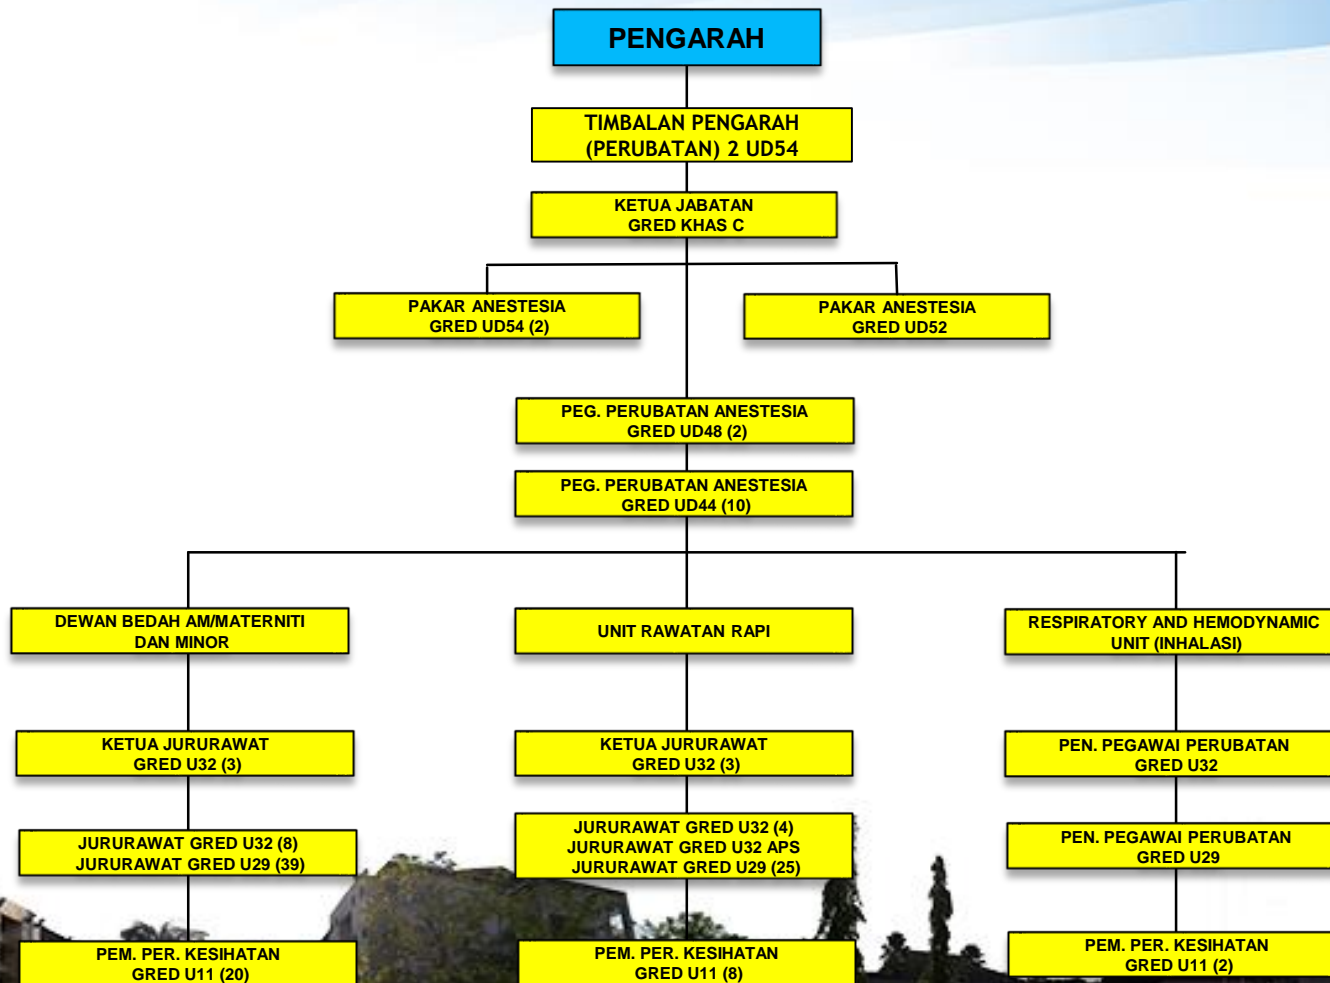 PENGARAH
TIMBALAN PENGARAH
(PERUBATAN) 2 UD54
KETUA JABATAN
GRED KHAS C
PAKAR ANESTESIA
GRED UD54 (2)
PAKAR ANESTESIA
GRED UD52
PEG. PERUBATAN ANESTESIA
GRED UD48 (2)
PEG. PERUBATAN ANESTESIA
GRED UD44 (10)
DEWAN BEDAH AM/MATERNITI
DAN MINOR
UNIT RAWATAN RAPI
RESPIRATORY AND HEMODYNAMIC
UNIT (INHALASI)
KETUA JURURAWAT
GRED U32 (3)
KETUA JURURAWAT
GRED U32 (3)
PEN. PEGAWAI PERUBATAN
GRED U32
JURURAWAT GRED U32 (8)
JURURAWAT GRED U29 (39)
JURURAWAT GRED U32 (4)
JURURAWAT GRED U32 APS
JURURAWAT GRED U29 (25)
PEN. PEGAWAI PERUBATAN
GRED U29
PEM. PER. KESIHATAN
GRED U11 (20)
PEM. PER. KESIHATAN
GRED U11 (8)
PEM. PER. KESIHATAN
GRED U11 (2)